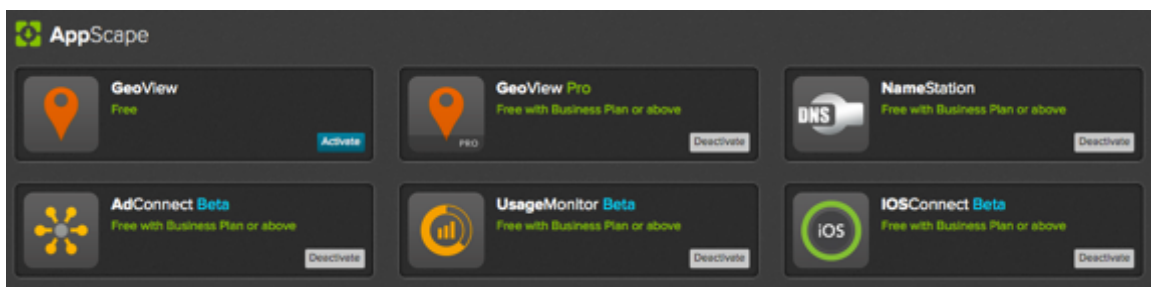 AppScape
GeoView
Free
Activate
GeoView Pro
Free with Business Plan or above
PRO
Deactivate
DNS
NameStation
Free with Business Plan or above
Deactivate
AdConnect Beta
Free with Business Plan or above
Deactivate
UsageMonitor Beta
Free with Business Plan or above
Deactivate
iOS
IOSConnect Beta
Free with Business Plan or above
Deactivate